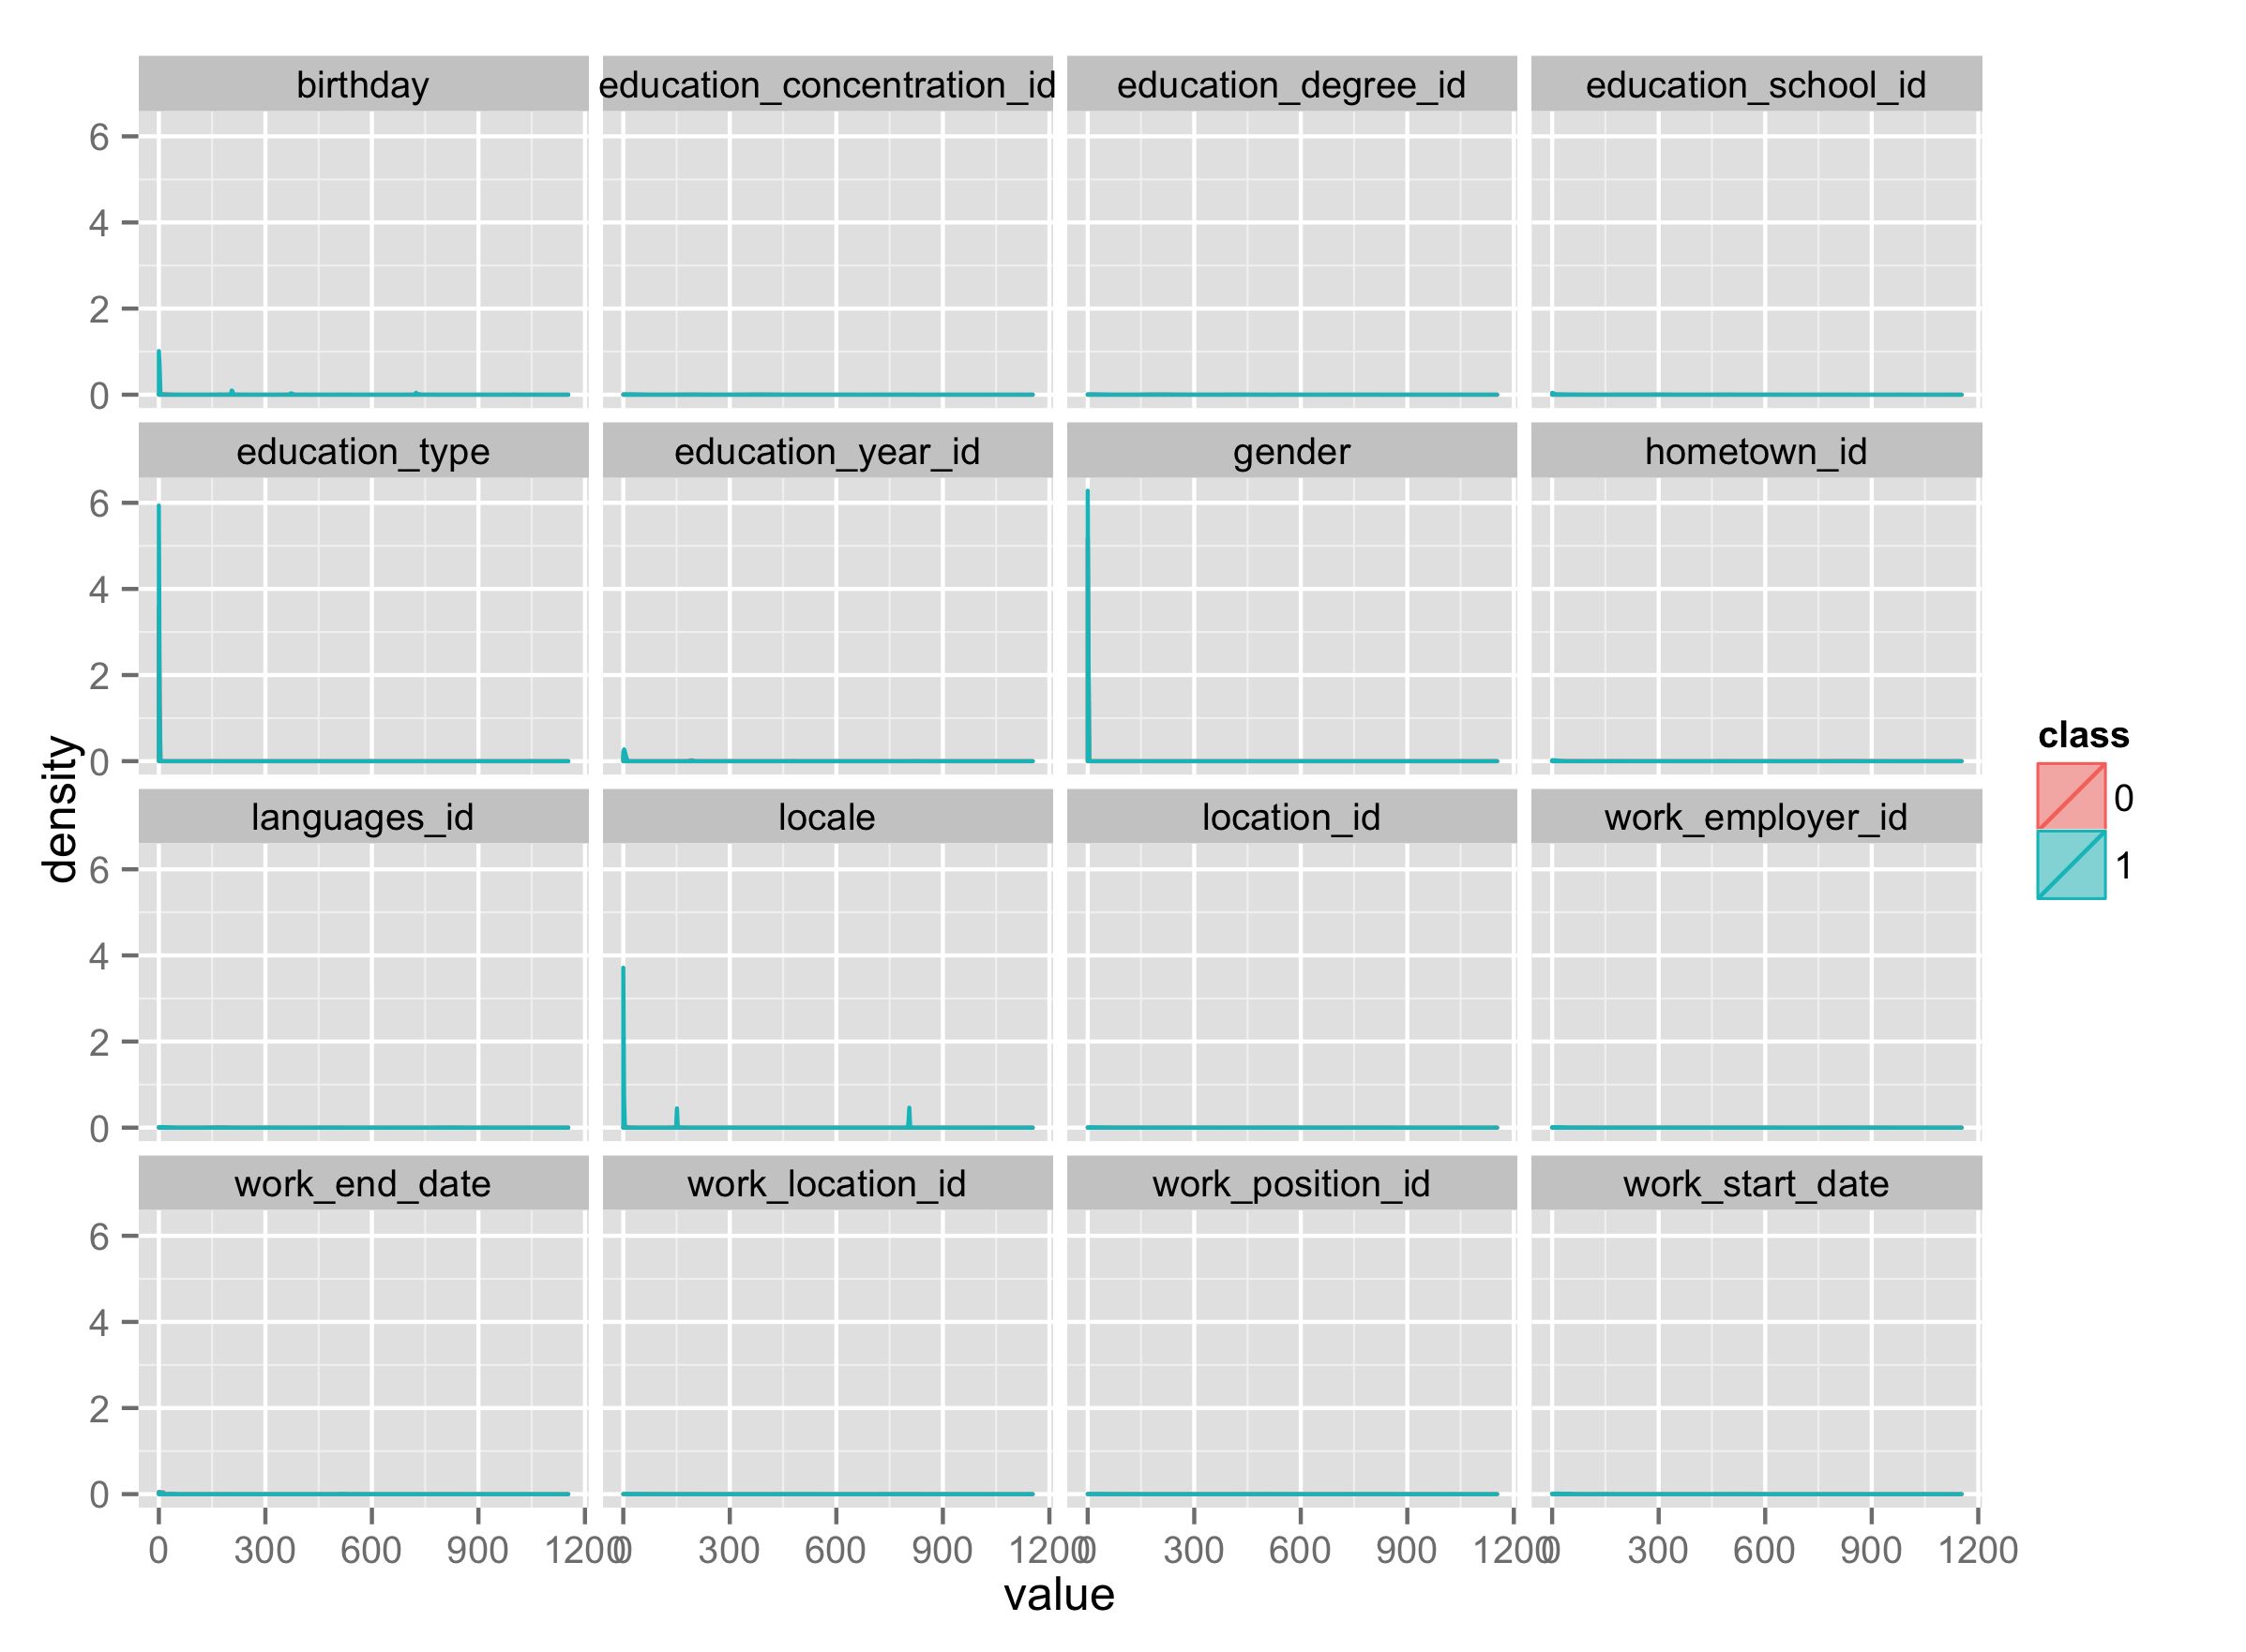 birthday education_concentration_id education_degree_id education_school_id
6
4
2
0
education_type education_year_id gender hometown_id
6
4
2
0
languages_id locale location_id work_employer_id
6
4
2
0
work_end_date work_location_id work_position_id work_start_date
6
4
2
0
0 300 600 900 1200 0 300 600 900 1200 0 300 600 900 1200 0 300 600 900 1200
value
density
class
0
1